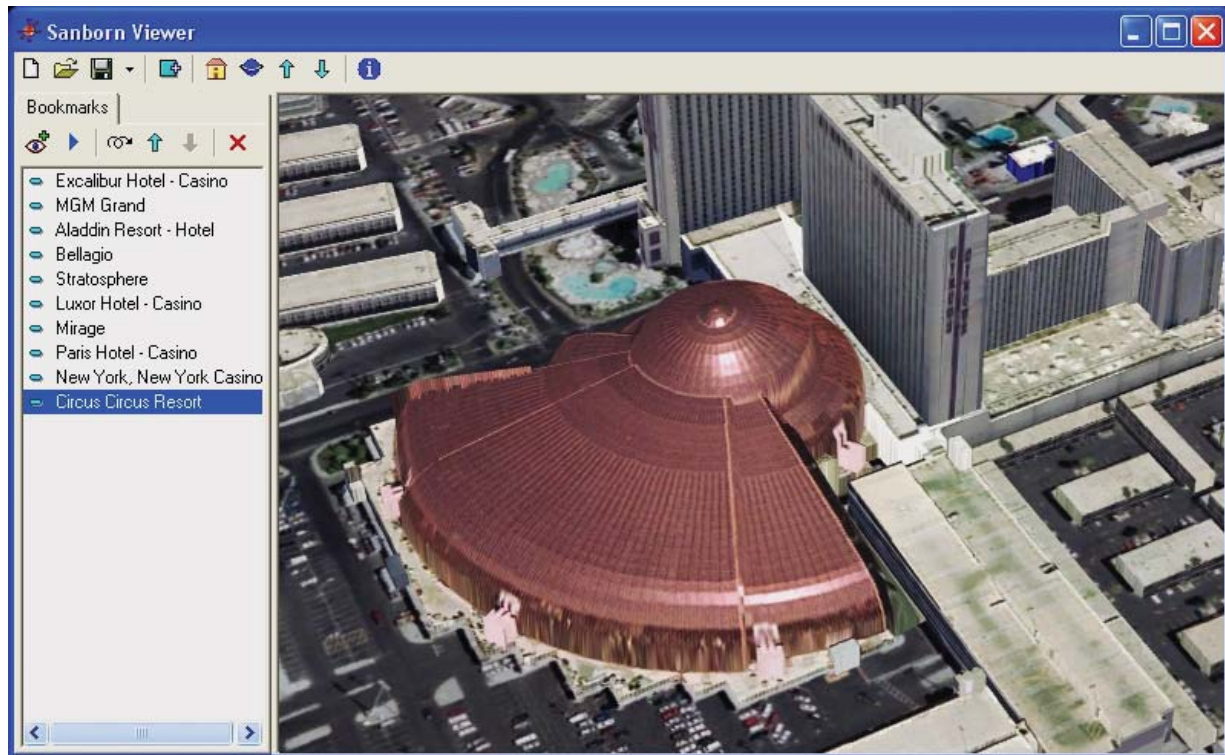 Sanborn Viewer
Bookmarks
Excalibur Hotel - Casino
MGM Grand
Aladdin Resort - Hotel
Bellagio
Stratosphere
Luxor Hotel - Casino
Mirage
Paris Hotel - Casino
New York, New York Casino
Circus Circus Resort